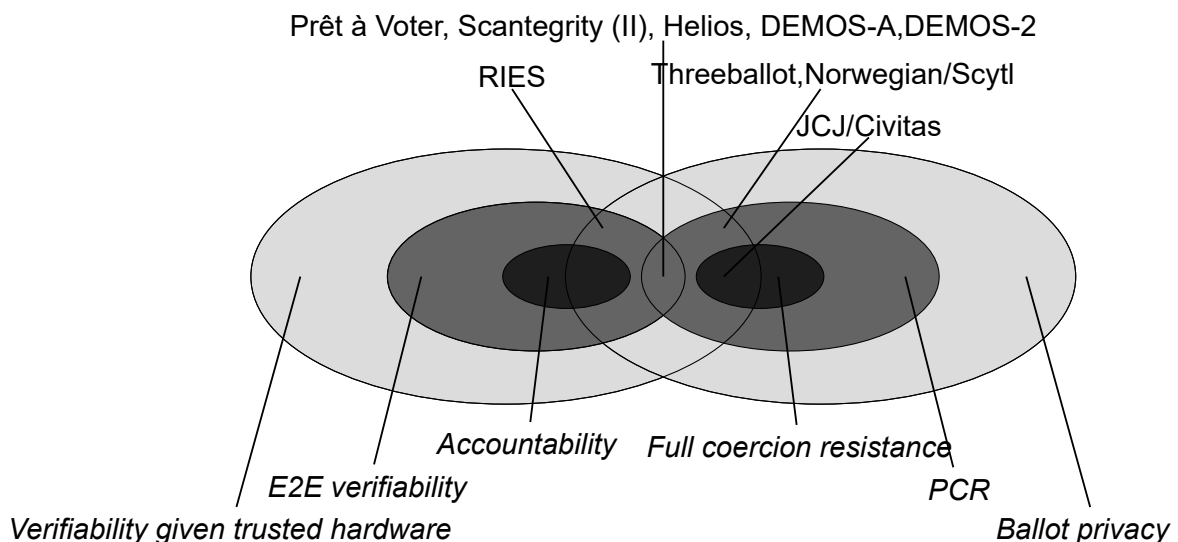 Prêt à Voter, Scantegrity (II), Helios, DEMOS-A,DEMOS-2
RIES
Threeballot,Norwegian/Scytl
JCJ/Civitas
Accountability
Full coercion resistance
E2E verifiability
PCR
Verifiability given trusted hardware
Ballot privacy